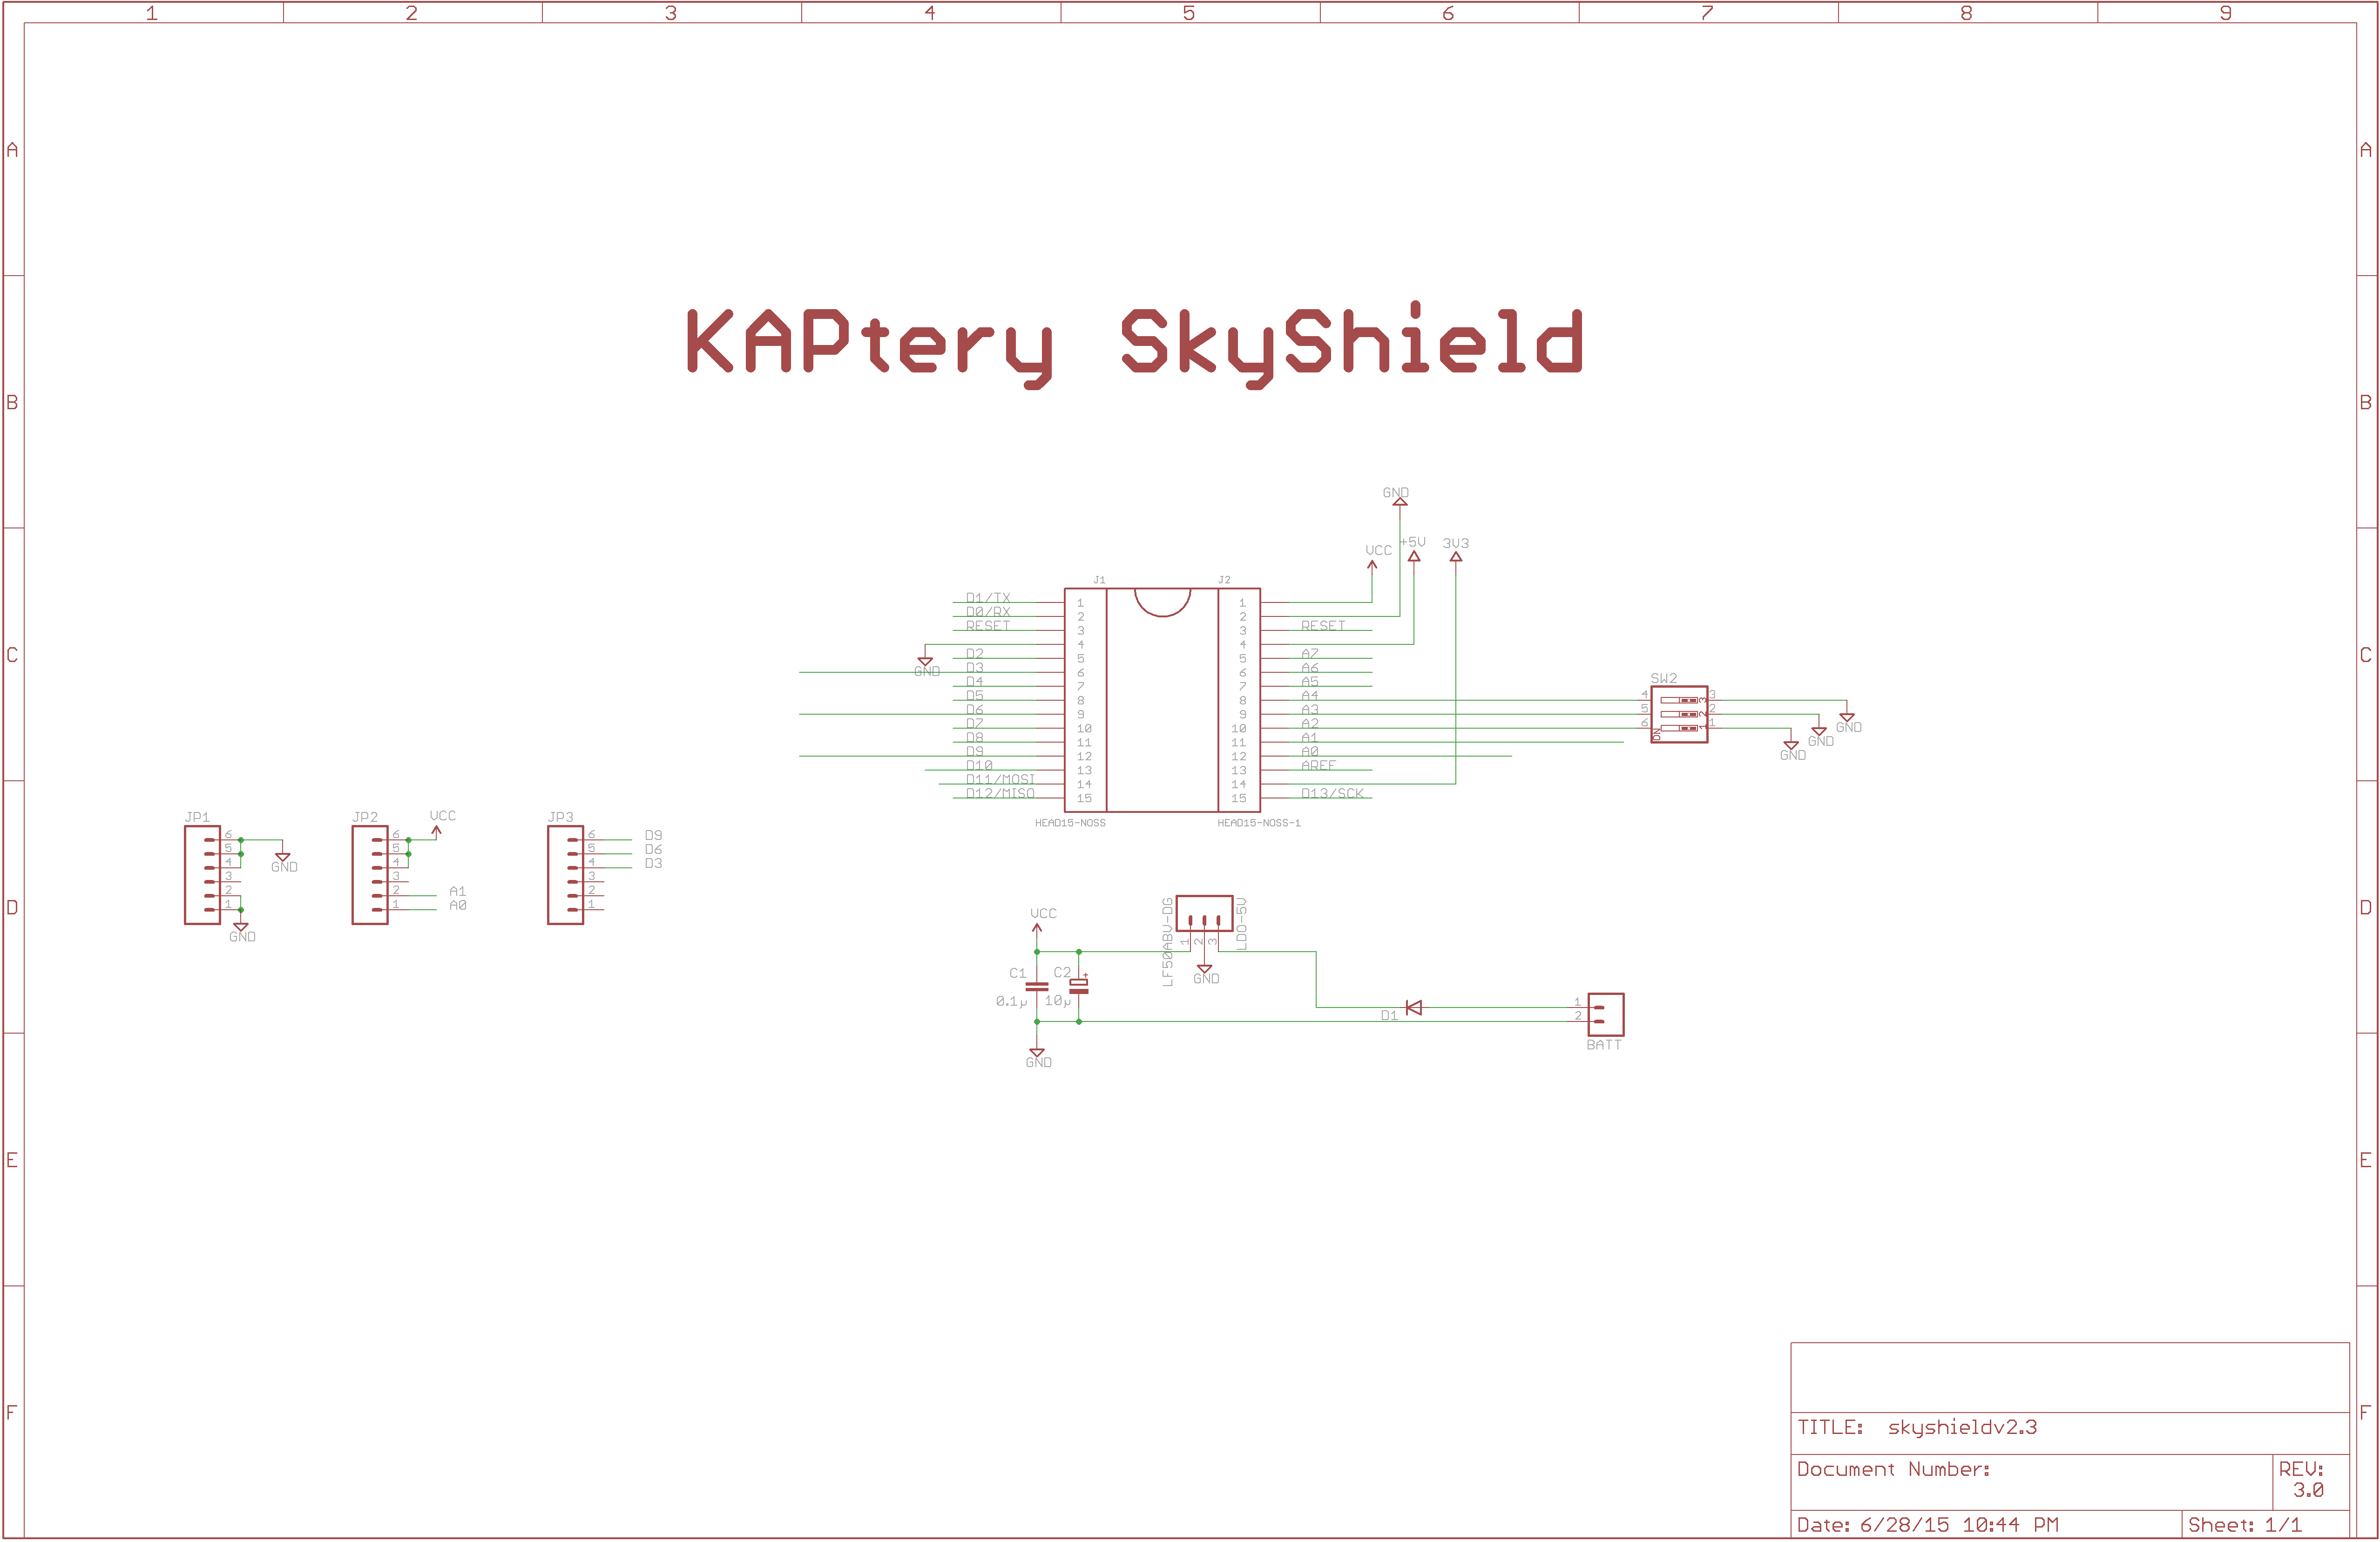 1 2 3 4 5 6 7 8 9
A A
KAPtery SkyShield
B B
GND
VCC +5V 3V3
J1 J2
D1/TX 1 1
D0/RX 2 2
RESET 3 3 RESET
4 4
GND
D2 5 5 A7
D3 6 6 A6
D4 7 7 A5
D5 8 8 A4
D6 9 9 A3
D7 10 10 A2
D8 11 11 A1
D9 12 12 A0
D10 13 13 AREF
D11/MOSI 14 14
D12/MISO 15 15 D13/SCK
HEAD15-NOSS HEAD15-NOSS-1
C C
SW2
4 3 3
5 2 2
6 1 1
ON
GND GND GND
JP1
6
5
4
3
2
1
GND
GND
JP2
VCC
6
5
4
3
2 A1
1 A0
JP3
6 D9
5 D6
4 D3
3
2
1
D D
LF50ABV-DG
1 2 3
LDO-5V
GND
VCC
C1
0.1µ
C2 +
10µ
GND
D1
1
2
BATT
E E
F F
TITLE: skyshieldv2.3
Document Number:
REV:
3.0
Date: 6/28/15 10:44 PM
Sheet: 1/1